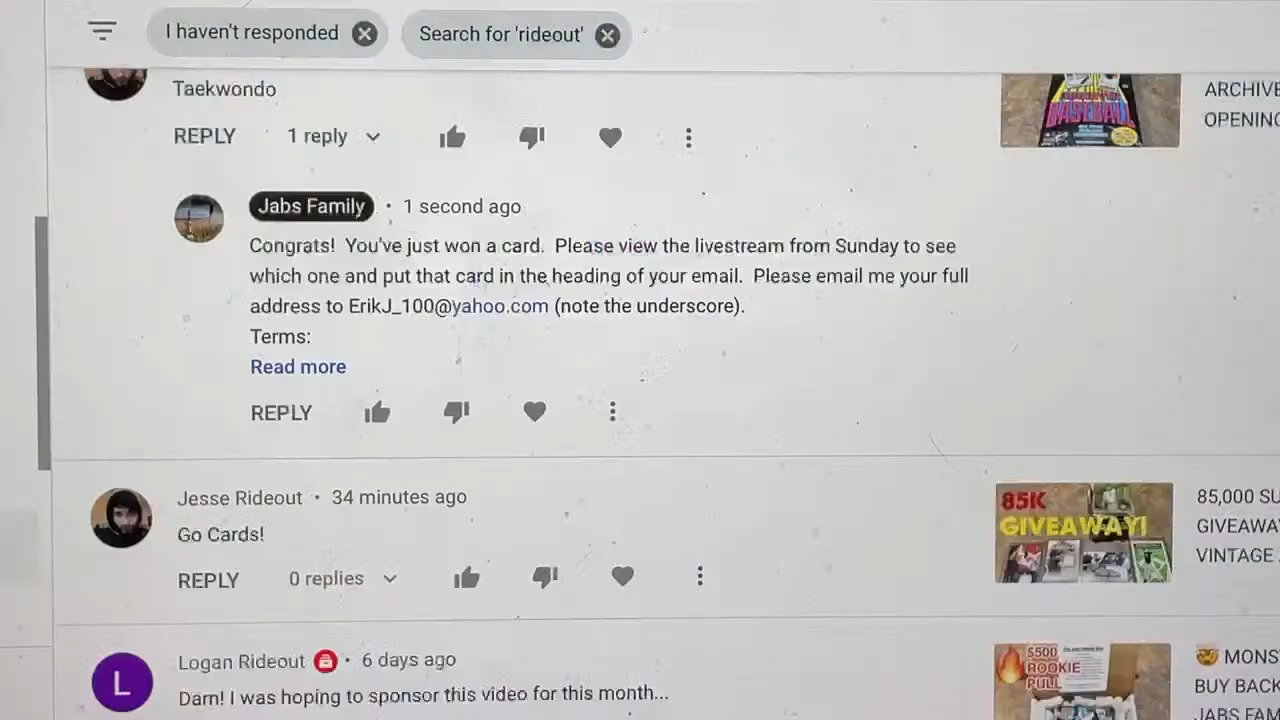 I haven't responded
Search for 'rideout'
Taekwondo
ARCHIVE
OPENING
BASEBALL
REPLY 1 reply
Jabs Family · 1 second ago
Congrats! You've just won a card. Please view the livestream from Sunday to see
which one and put that card in the heading of your email. Please email me your full
address to ErikJ_100@yahoo.com (note the underscore).
Terms:
Read more
REPLY
Jesse Rideout · 34 minutes ago
Go Cards!
REPLY 0 replies
85K
GIVEAWAY!
85,000 SU
GIVEAWA
VINTAGE
Logan Rideout · 6 days ago
L
Darn! I was hoping to sponsor this video for this month...
$500
ROOKIE
PULL
MONS
BUY BACK
JABS FAM